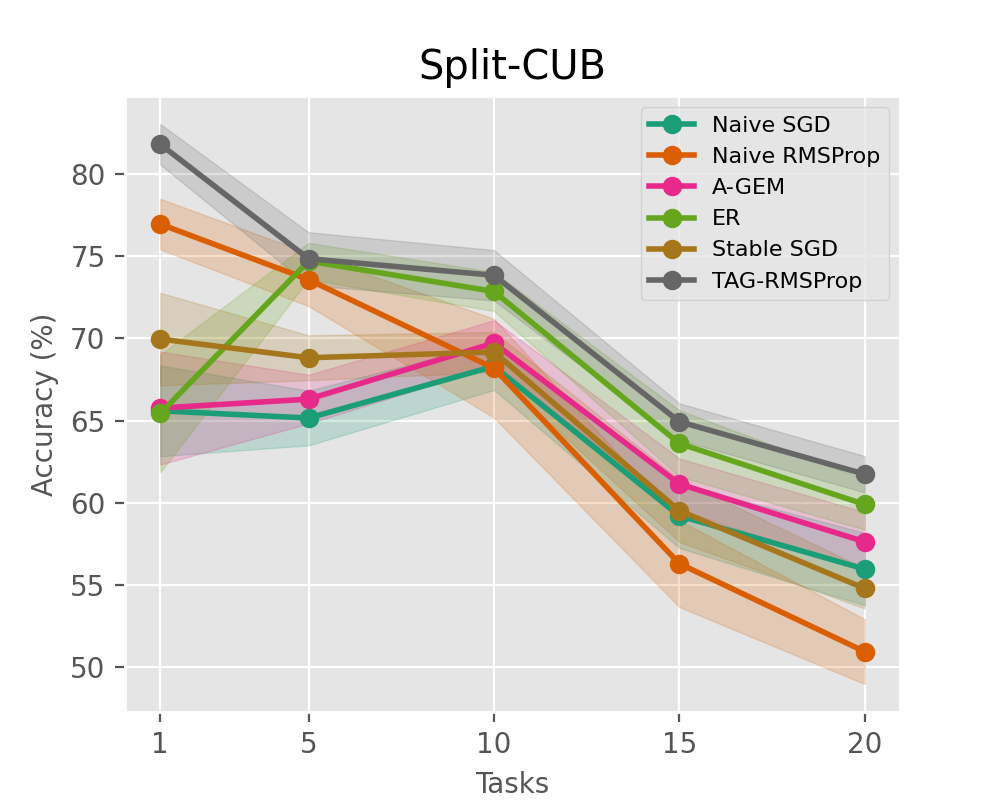 Split-CUB
Naive SGD
Naive RMSProp
A-GEM
ER
Stable SGD
TAG-RMSProp
Accuracy (%)
80
75
70
65
60
55
50
1 5 10 15 20
Tasks